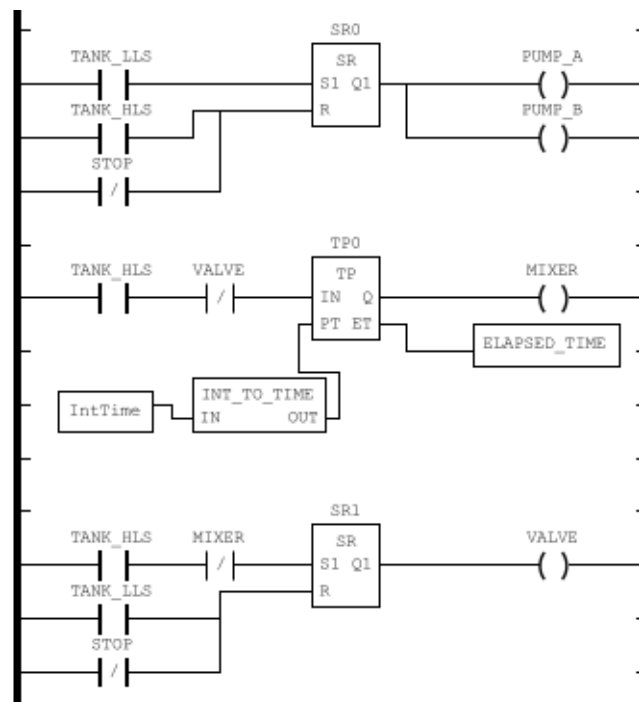 SR0
TANK_LLS SR PUMP_A
S1 Q1
TANK_HLS R PUMP_B
STOP
/
TP0
TANK_HLS VALVE TP MIXER
/ IN Q
PT ET ELAPSED_TIME
INT_TO_TIME
IntTime IN OUT
SR1
TANK_HLS MIXER SR VALVE
/ S1 Q1
TANK_LLS R
STOP
/